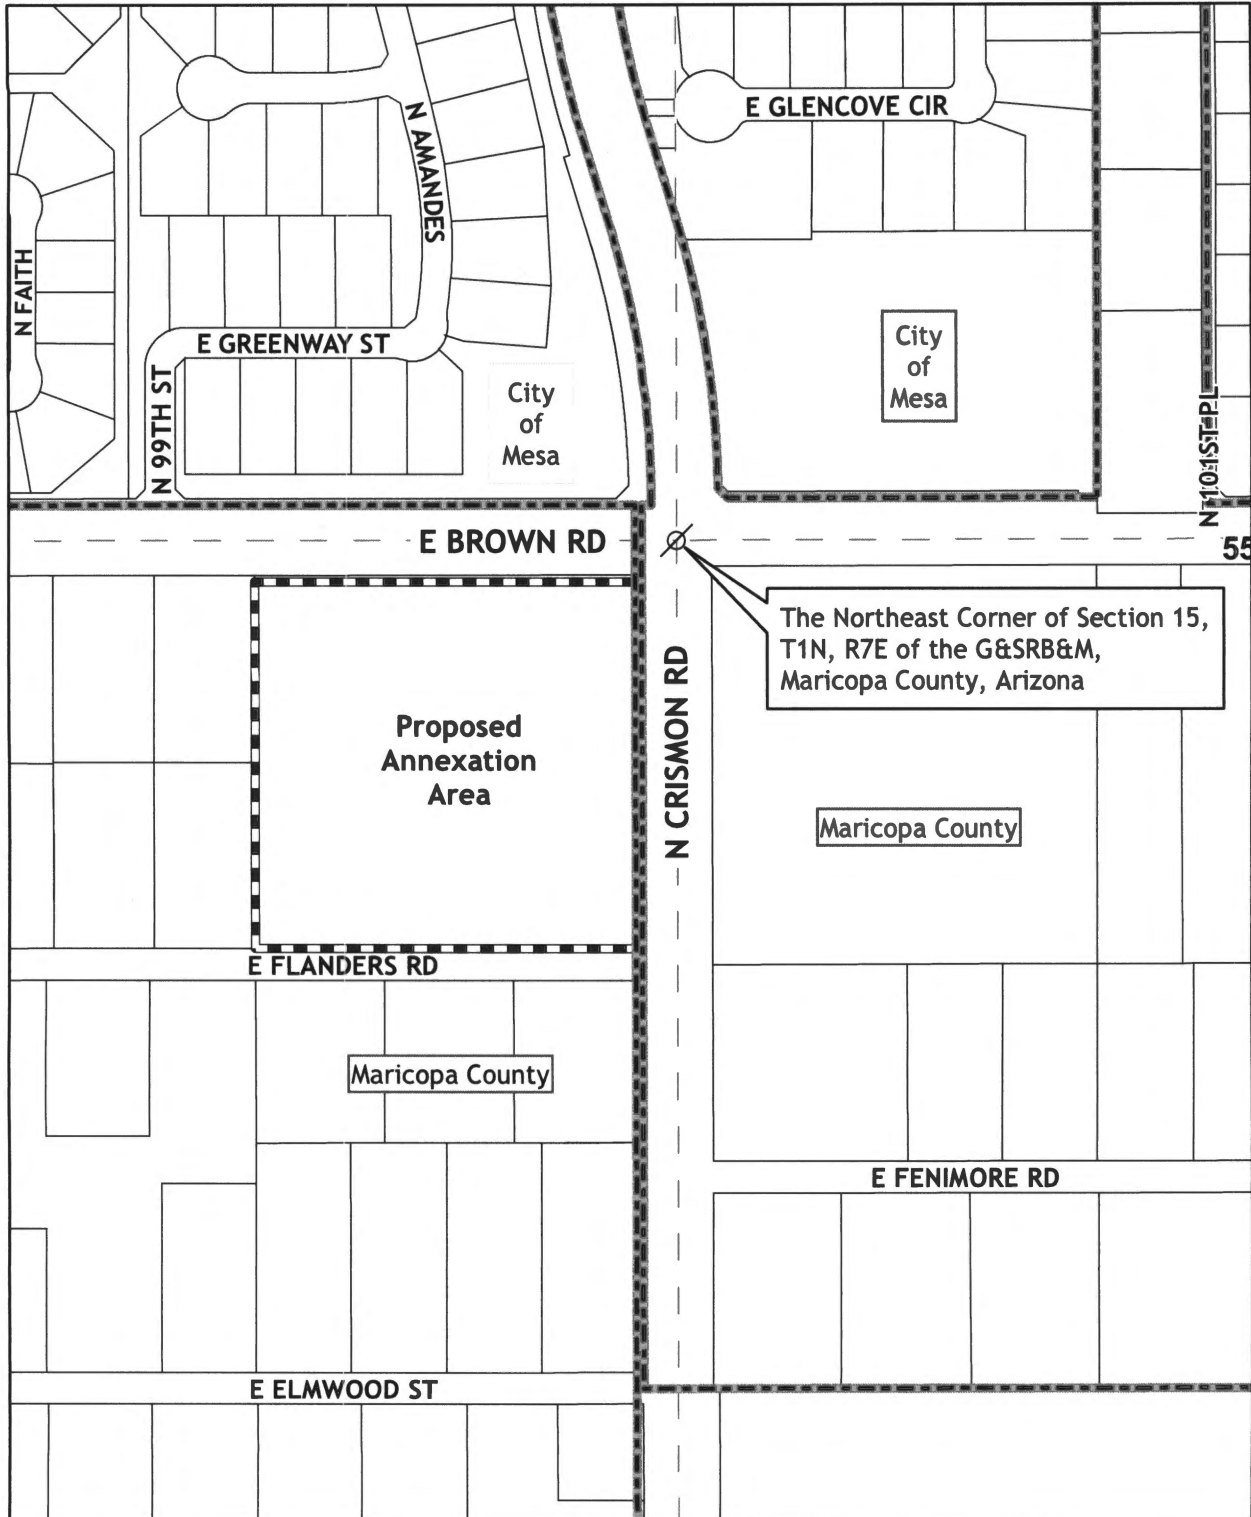 E GLENCOVE CIR
N AMANDES
N FAITH
E GREENWAY ST
N 99TH ST
City
of
Mesa
City
of
Mesa
N 101ST PL
E BROWN RD
55
The Northeast Corner of Section 15,
T1N, R7E of the G&SRB&M,
Maricopa County, Arizona
N CRISMON RD
Proposed
Annexation
Area
Maricopa County
E FLANDERS RD
Maricopa County
E FENIMORE RD
E ELMWOOD ST